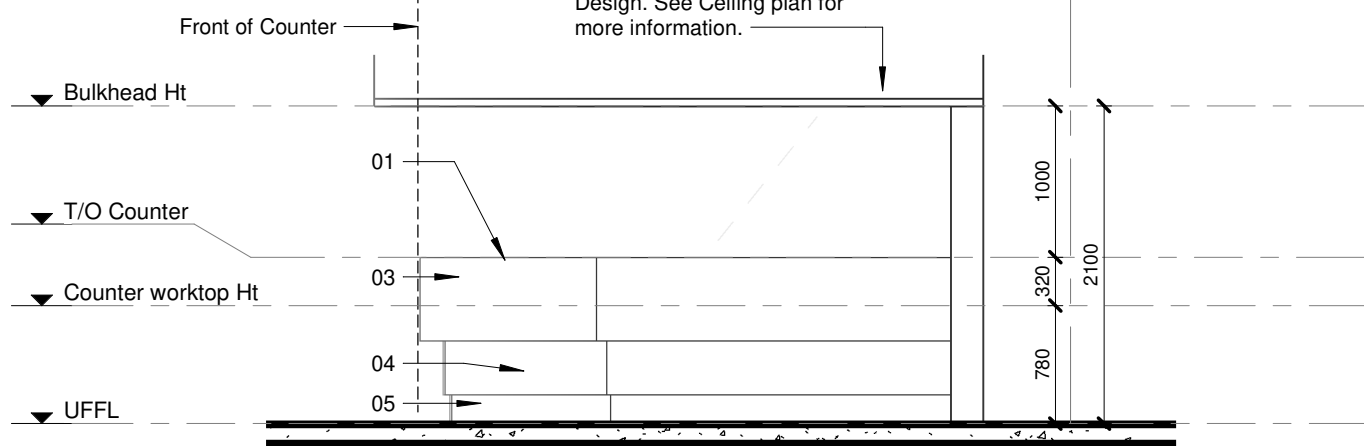 Design. See Ceiling plan for
more information.
Front of Counter
Bulkhead Ht
01
1000
T/O Counter
2100
03
320
Counter worktop Ht
04
780
05
UFFL